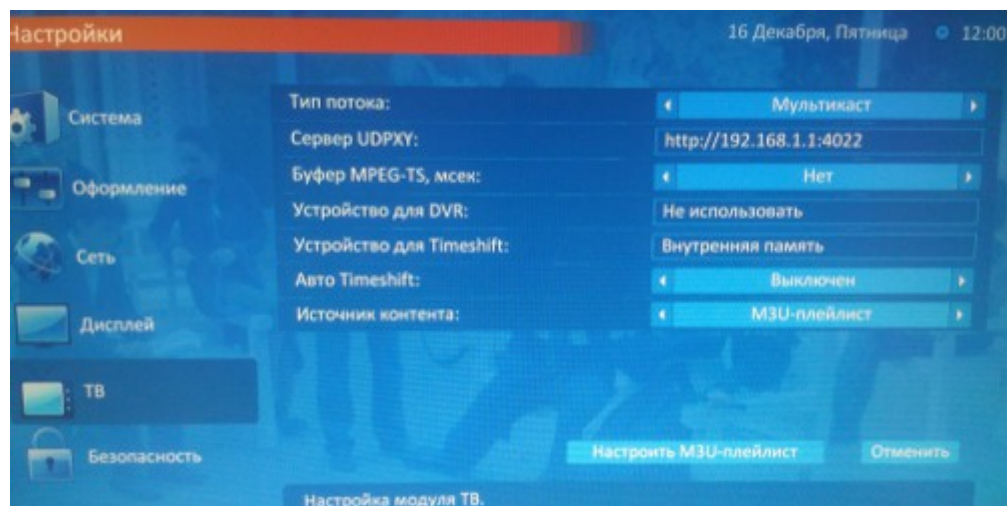 Настройки
16 Декабря, Пятница 12:00
Система
Оформление
Сеть
Дисплей
ТВ
Безопасность
Тип потока: Мультикаст
Сервер UDPXY: http://192.168.1.1:4022
Буфер MPEG-TS, мсек: Нет
Устройство для DVR: Не использовать
Устройство для Timeshift: Внутренняя память
Авто Timeshift: Выключен
Источник контента: M3U-плейлист
Настроить M3U-плейлист Отменить
Настройка модуля ТВ.